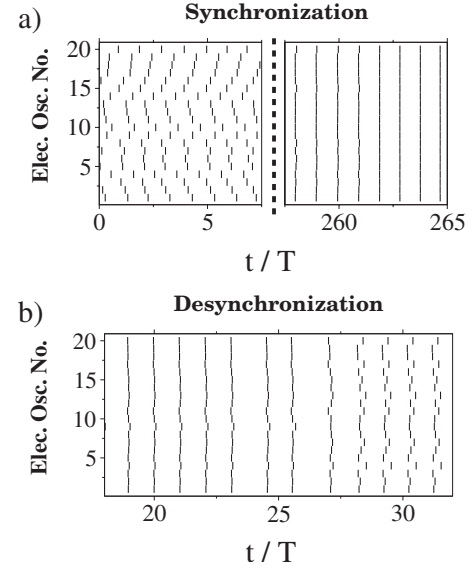 Synchronization
a)
Elec. Osc. No.
20
15
10
5
0
5
260
265
t / T
Desynchronization
b)
Elec. Osc. No.
20
15
10
5
20
25
30
t / T